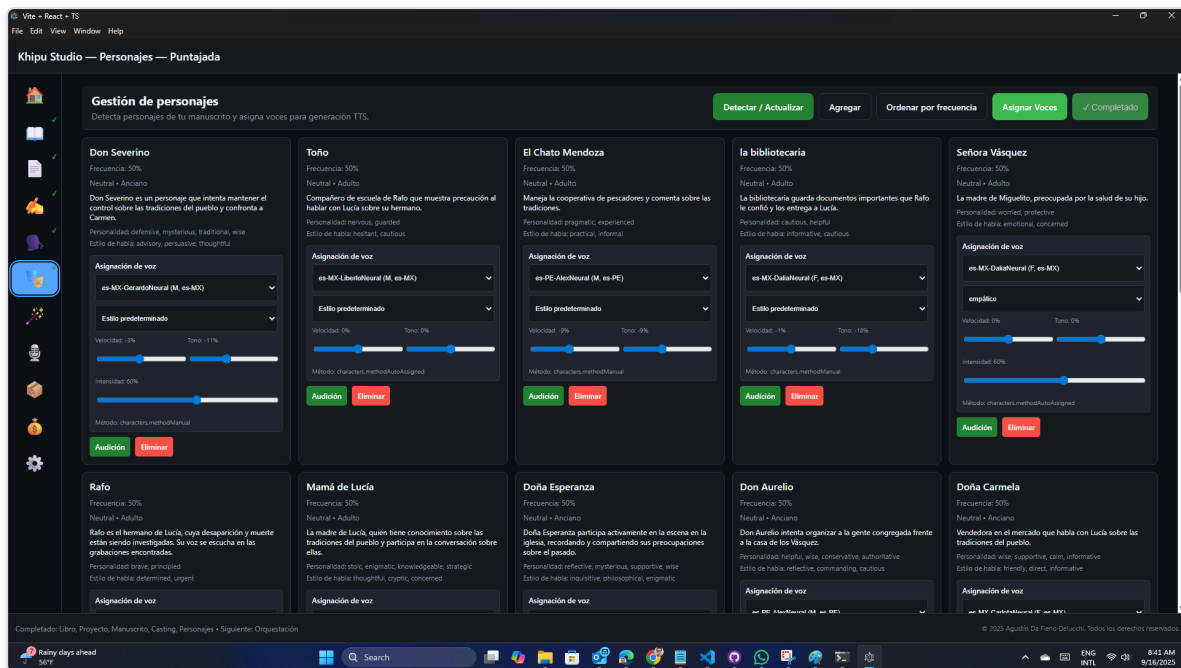 Vite + React + TS
File Edit View Window Help
Khipu Studio — Personajes — Puntajada
Gestión de personajes
Detecta personajes de tu manuscrito y asigna voces para generación TTS.
Detectar / Actualizar
Agregar
Ordenar por frecuencia
Asignar Voces
✓ Completado
Don Severino
Frecuencia: 50%
Neutral • Anciano
Don Severino es un personaje que intenta mantener el
control sobre las tradiciones del pueblo y confronta a
Carmen.
Personalidad: defensive, mysterious, traditional, wise
Estilo de habla: advisory, persuasive, thoughtful
Asignación de voz
es-MX-GerardoNeural (M, es-MX)
Estilo predeterminado
Velocidad: -3% Tono: -11%
Intensidad: 60%
Método: characters.methodManual
Audición Eliminar
Toño
Frecuencia: 50%
Neutral • Adulto
Compañero de escuela de Rafo que muestra precaución al
hablar con Lucía sobre su hermano.
Personalidad: nervous, guarded
Estilo de habla: hesitant, cautious
Asignación de voz
es-MX-LibertoNeural (M, es-MX)
Estilo predeterminado
Velocidad: 0% Tono: 0%
Método: characters.methodAutoAssigned
Audición Eliminar
El Chato Mendoza
Frecuencia: 50%
Neutral • Adulto
Maneja la cooperativa de pescadores y comenta sobre las
tradiciones.
Personalidad: pragmatic, experienced
Estilo de habla: practical, informal
Asignación de voz
es-PE-AlexNeural (M, es-PE)
Estilo predeterminado
Velocidad: -9% Tono: -9%
Método: characters.methodManual
Audición Eliminar
la bibliotecaria
Frecuencia: 50%
Neutral • Adulto
La bibliotecaria guarda documentos importantes que Rafo
le confió y los entrega a Lucía.
Personalidad: cautious, helpful
Estilo de habla: informative, cautious
Asignación de voz
es-MX-DaliaNeural (F, es-MX)
Estilo predeterminado
Velocidad: -1% Tono: -18%
Método: characters.methodManual
Audición Eliminar
Señora Vásquez
Frecuencia: 50%
Neutral • Adulto
La madre de Miguelito, preocupada por la salud de su hijo.
Personalidad: worried, protective
Estilo de habla: emotional, concerned
Asignación de voz
es-MX-DaliaNeural (F, es-MX)
empático
Velocidad: 0% Tono: 0%
Intensidad: 60%
Método: characters.methodAutoAssigned
Audición Eliminar
Rafo
Frecuencia: 50%
Neutral • Adulto
Rafo es el hermano de Lucía, cuya desaparición y muerte
están siendo investigadas. Su voz se escucha en las
grabaciones encontradas.
Personalidad: brave, principled
Estilo de habla: determined, urgent
Asignación de voz
Mamá de Lucía
Frecuencia: 50%
Neutral • Adulto
La madre de Lucía, quien tiene conocimiento sobre las
tradiciones del pueblo y participa en la conversación sobre
ellas.
Personalidad: stoic, enigmatic, knowledgeable, strategic
Estilo de habla: thoughtful, cryptic, concerned
Asignación de voz
Doña Esperanza
Frecuencia: 50%
Neutral • Anciano
Doña Esperanza participa activamente en la escena en la
iglesia, recordando y compartiendo sus preocupaciones
sobre el pasado.
Personalidad: reflective, mysterious, supportive, wise
Estilo de habla: inquisitive, philosophical, enigmatic
Asignación de voz
Don Aurelio
Frecuencia: 50%
Neutral • Anciano
Don Aurelio intenta organizar a la gente congregada frente
a la casa de los Vásquez.
Personalidad: helpful, wise, conservative, authoritative
Estilo de habla: reflective, commanding, cautious
Asignación de voz
es-PE-AlexNeural (M, es-PE)
Doña Carmela
Frecuencia: 50%
Neutral • Anciano
Vendedora en el mercado que habla con Lucía sobre las
tradiciones del pueblo.
Personalidad: wise, supportive, calm, informative
Estilo de habla: friendly, direct, informative
Asignación de voz
es-MX-CarlotaNeural (F, es-MX)
Completado: Libro, Proyecto, Manuscrito, Casting, Personajes • Siguiente: Orquestación
© 2025 Agustín Da Fieno Delucchi. Todos los derechos reservados.
7
Rainy days ahead
56°F
Search
ENG
INTL
8:41 AM
9/16/2025